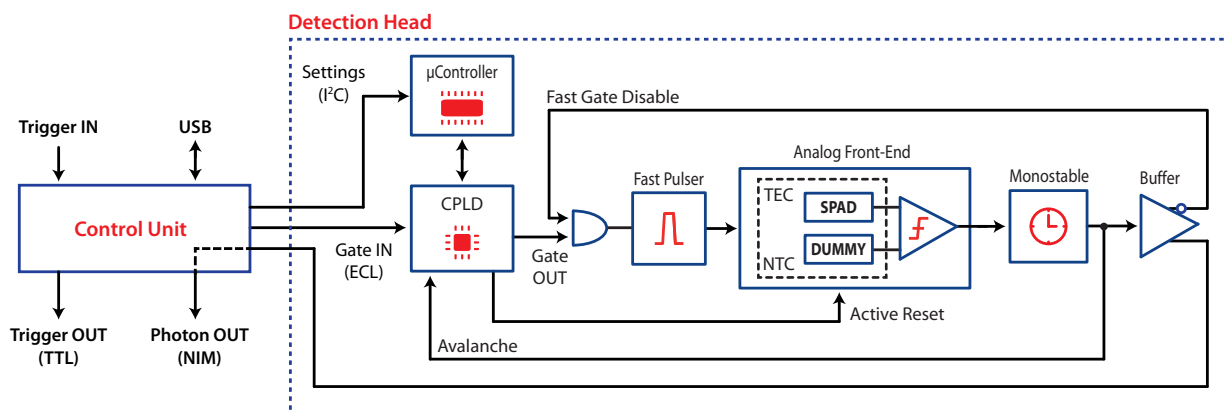 Detection Head
Settings
(I²C)
µController
Fast Gate Disable
Trigger IN
USB
Analog Front-End
CPLD
Fast Pulser
Monostable
Buffer
TEC
SPAD
Control Unit
Gate IN
(ECL)
Gate
OUT
DUMMY
NTC
Active Reset
Trigger OUT
(TTL)
Photon OUT
(NIM)
Avalanche